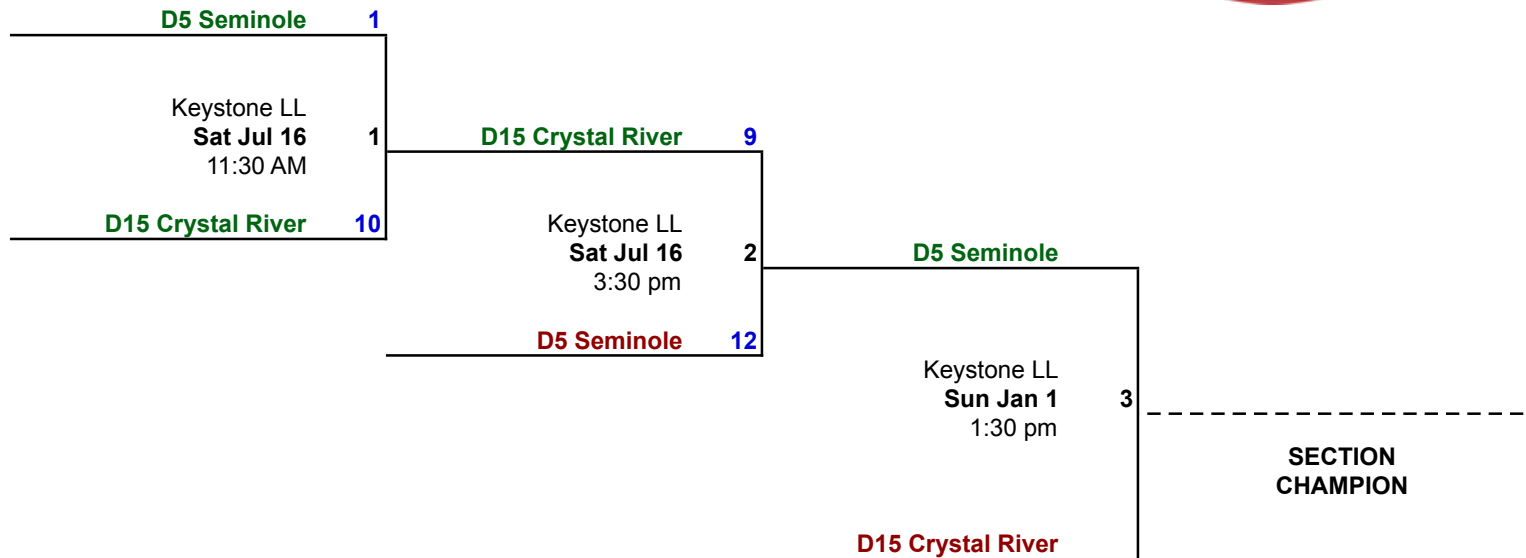 D5 Seminole 1
Keystone LL
Sat Jul 16 1
11:30 AM
D15 Crystal River 10
D15 Crystal River 9
Keystone LL
Sat Jul 16 2
3:30 pm
D5 Seminole 12
D5 Seminole
Keystone LL
Sun Jan 1 3
1:30 pm
D15 Crystal River
SECTION
CHAMPION